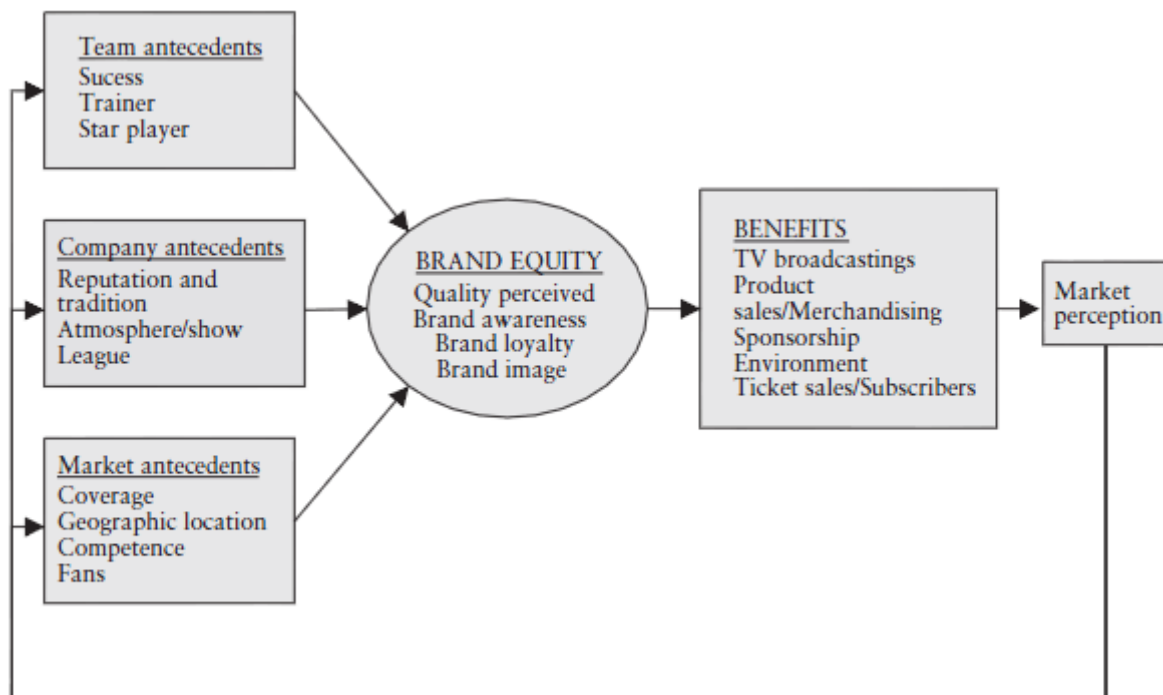 Team antecedents
Sucess
Trainer
Star player
Company antecedents
Reputation and
tradition
Atmosphere/show
League
Market antecedents
Coverage
Geographic location
Competence
Fans
BRAND EQUITY
Quality perceived
Brand awareness
Brand loyalty
Brand image
BENEFITS
TV broadcastings
Product
sales/Merchandising
Sponsorship
Environment
Ticket sales/Subscribers
Market
perception